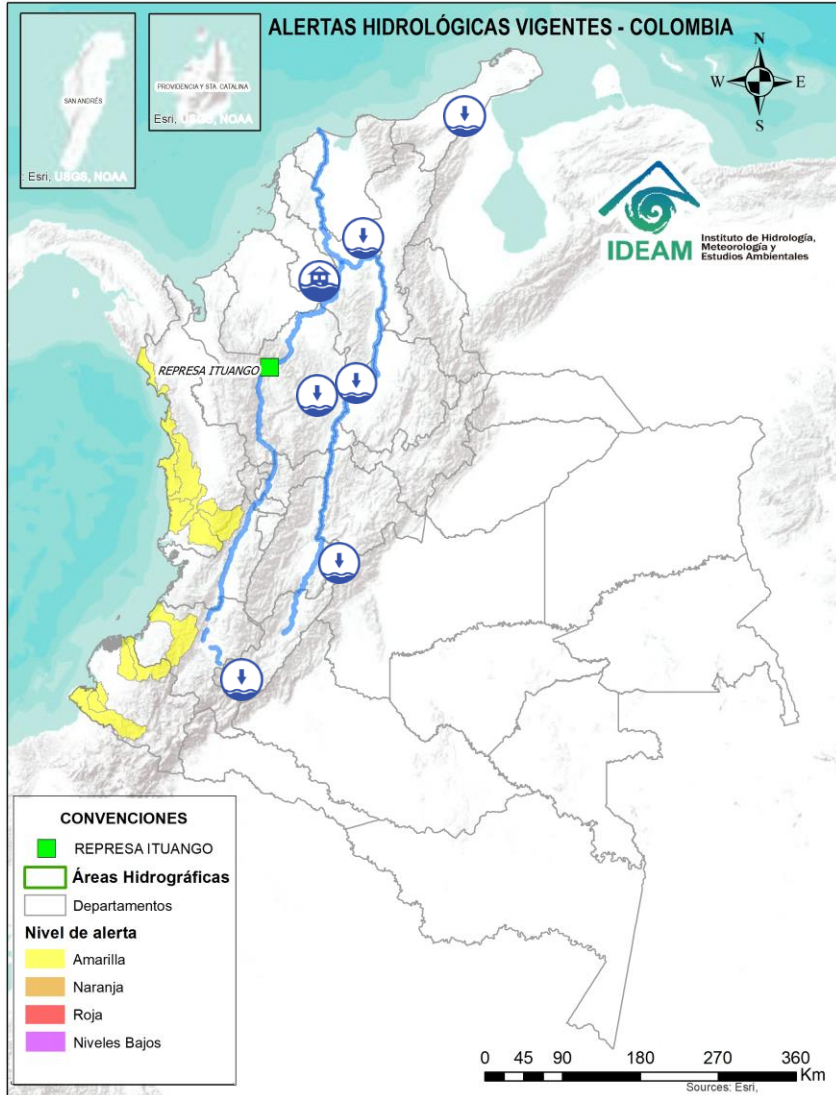 ALERTAS HIDROLÓGICAS VIGENTES - COLOMBIA
SAN ANDRÉS
Esri, USGS, NOAA
PROVIDENCIA Y STA. CATALINA
Esri, USGS, NOAA
N
W E
S
IDEAM
Instituto de Hidrología,
Meteorología y
Estudios Ambientales
REPRESA ITUANGO
CONVENCIONES
REPRESA ITUANGO
Áreas Hidrográficas
Departamentos
Nivel de alerta
Amarilla
Naranja
Roja
Niveles Bajos
0 45 90 180 270 360
Km
Sources: Esri,